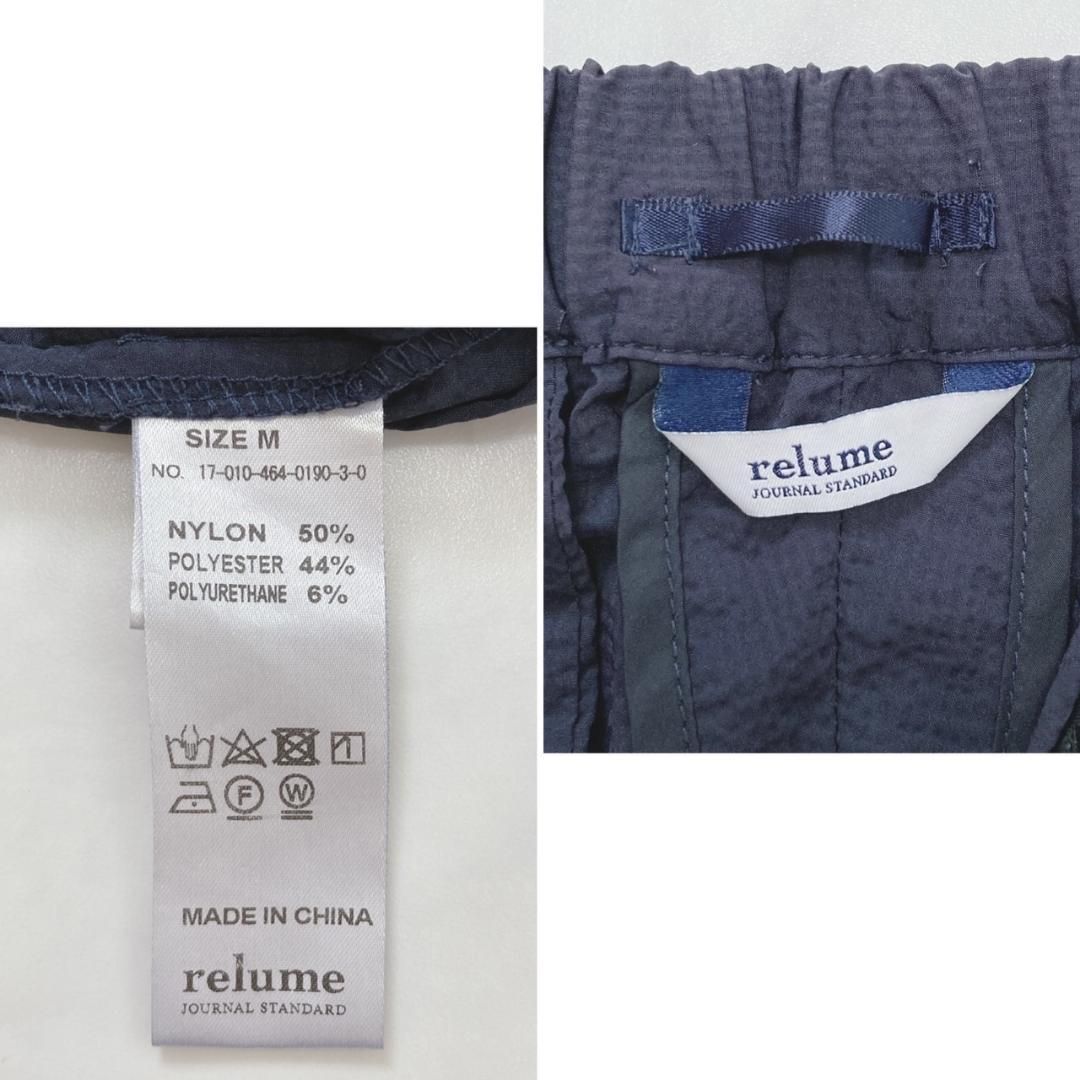 SIZE M
NO. 17-010-464-0190-3-0
NYLON 50%
POLYESTER 44%
POLYURETHANE 6%
F W
MADE IN CHINA
relume
JOURNAL STANDARD
relume
JOURNAL STANDARD